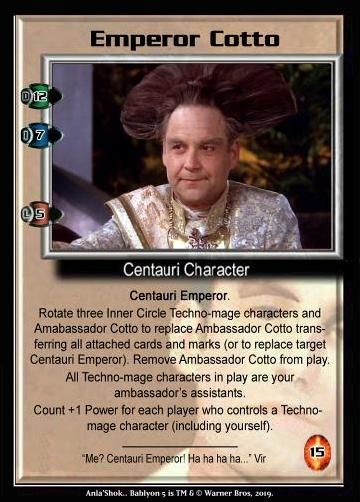 Emperor Cotto
D 12
I 7
L 5
Centauri Character
Centauri Emperor.
Rotate three Inner Circle Techno-mage characters and
Amabassador Cotto to replace Ambassador Cotto trans-
ferring all attached cards and marks (or to replace target
Centauri Emperor). Remove Ambassador Cotto from play.
All Techno-mage characters in play are your
ambassador's assistants.
Count +1 Power for each player who controls a Techno-
mage character (including yourself).
15
"Me? Centauri Emperor! Ha ha ha ha..." Vir
Anla'Shok.. Bablyon 5 is TM & © Warner Bros, 2019.